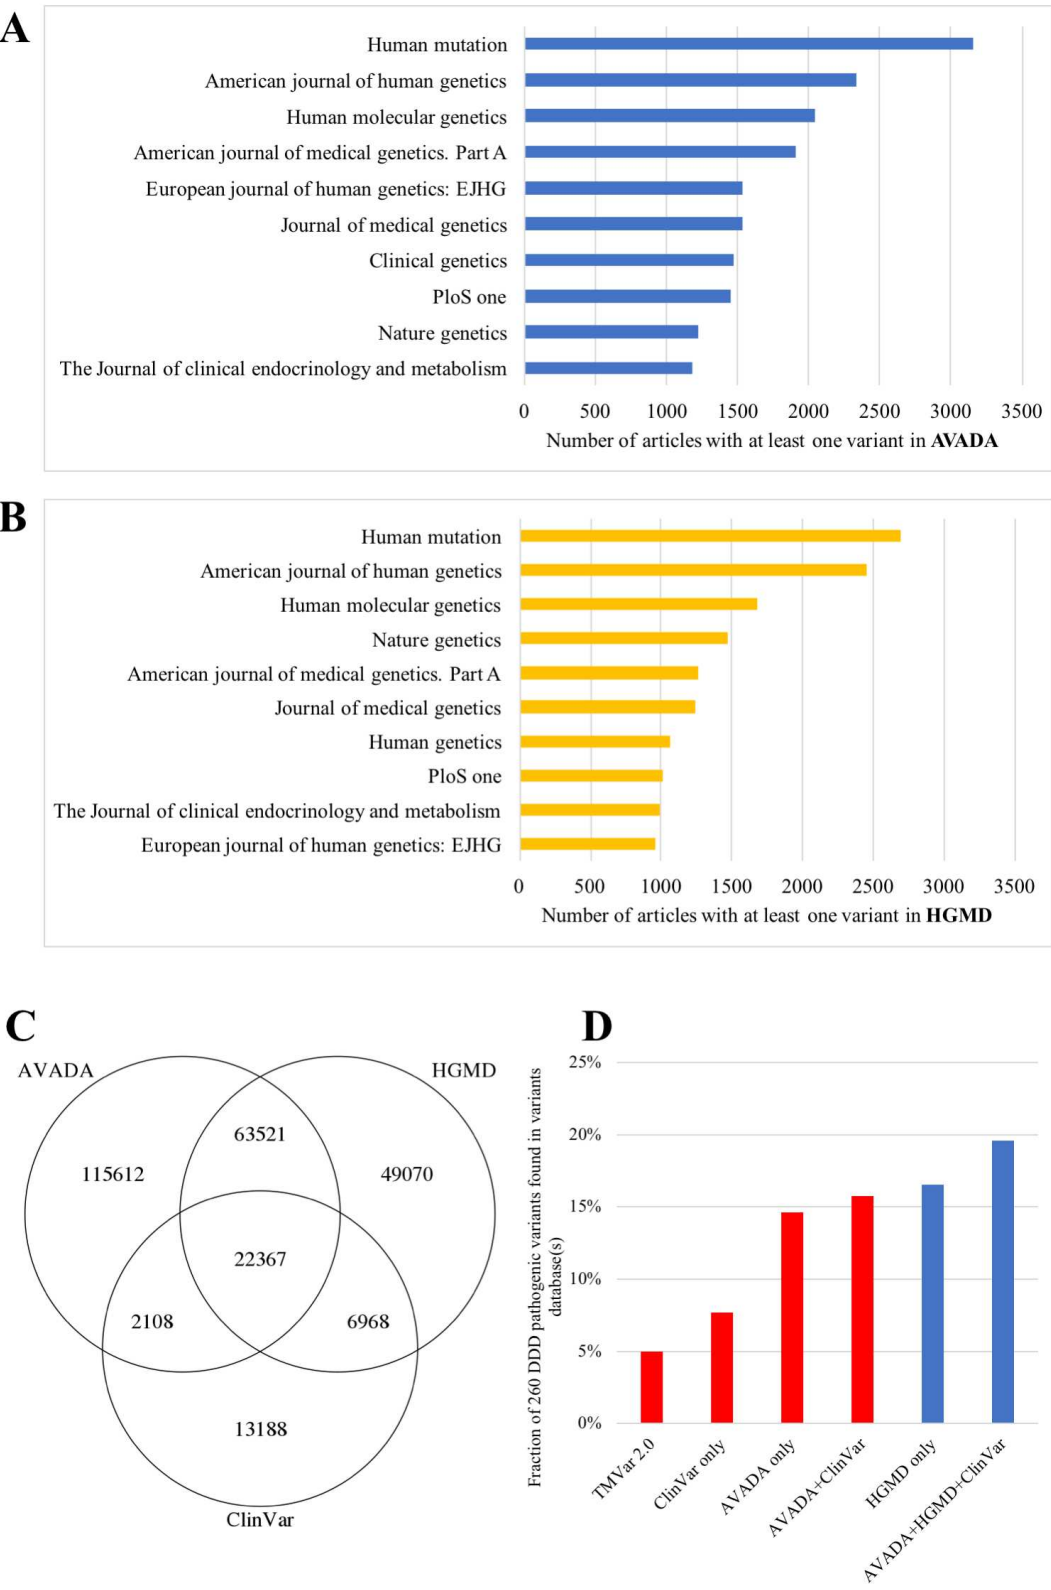 A
Human mutation
American journal of human genetics
Human molecular genetics
American journal of medical genetics. Part A
European journal of human genetics: EJHG
Journal of medical genetics
Clinical genetics
PloS one
Nature genetics
The Journal of clinical endocrinology and metabolism
0 500 1000 1500 2000 2500 3000 3500
Number of articles with at least one variant in AVADA
B
Human mutation
American journal of human genetics
Human molecular genetics
Nature genetics
American journal of medical genetics. Part A
Journal of medical genetics
Human genetics
PloS one
The Journal of clinical endocrinology and metabolism
European journal of human genetics: EJHG
0 500 1000 1500 2000 2500 3000 3500
Number of articles with at least one variant in HGMD
C
AVADA
HGMD
63521
115612
49070
22367
2108
6968
13188
ClinVar
D
Fraction of 260 DDD pathogenic variants found in variants
database(s)
25%
20%
15%
10%
5%
0%
TMVar 2.0
ClinVar only
AVADA only
AVADA+ClinVar
HGMD only
AVADA+HGMD+ClinVar